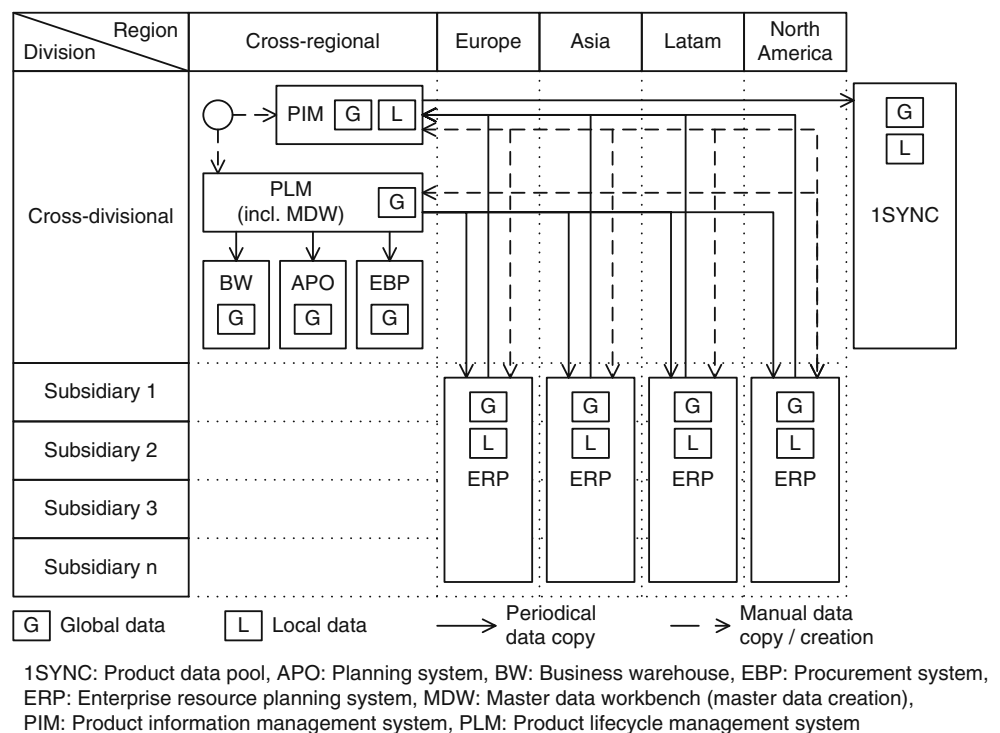 Region
Division
Cross-regional
Europe
Asia
Latam
North
America
Cross-divisional
PIM
G
L
PLM
(incl. MDW)
G
BW
G
APO
G
EBP
G
G
L
1SYNC
Subsidiary 1
Subsidiary 2
Subsidiary 3
Subsidiary n
G
L
ERP
G
L
ERP
G
L
ERP
G
L
ERP
G Global data
L Local data
Periodical
data copy
Manual data
copy / creation
1SYNC: Product data pool, APO: Planning system, BW: Business warehouse, EBP: Procurement system,
ERP: Enterprise resource planning system, MDW: Master data workbench (master data creation),
PIM: Product information management system, PLM: Product lifecycle management system